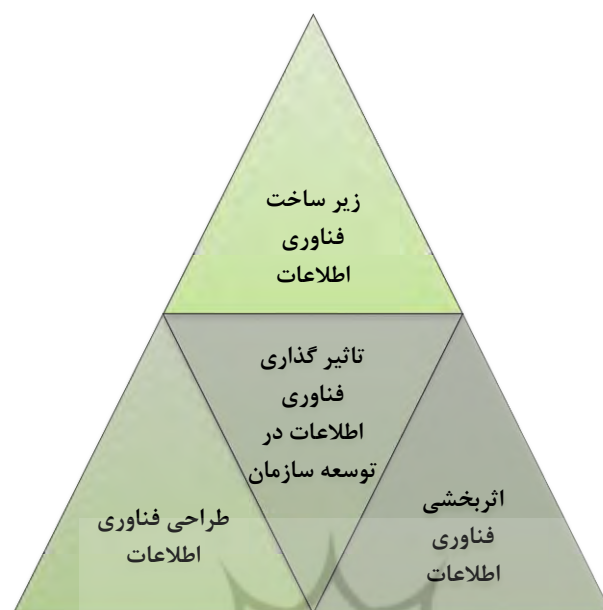 زیر ساخت
فناوری
اطلاعات
تاثیر گذاری
فناوری
اطلاعات در
توسعه سازمان
اثربخشی
فناوری
اطلاعات
طراحی فناوری
اطلاعات